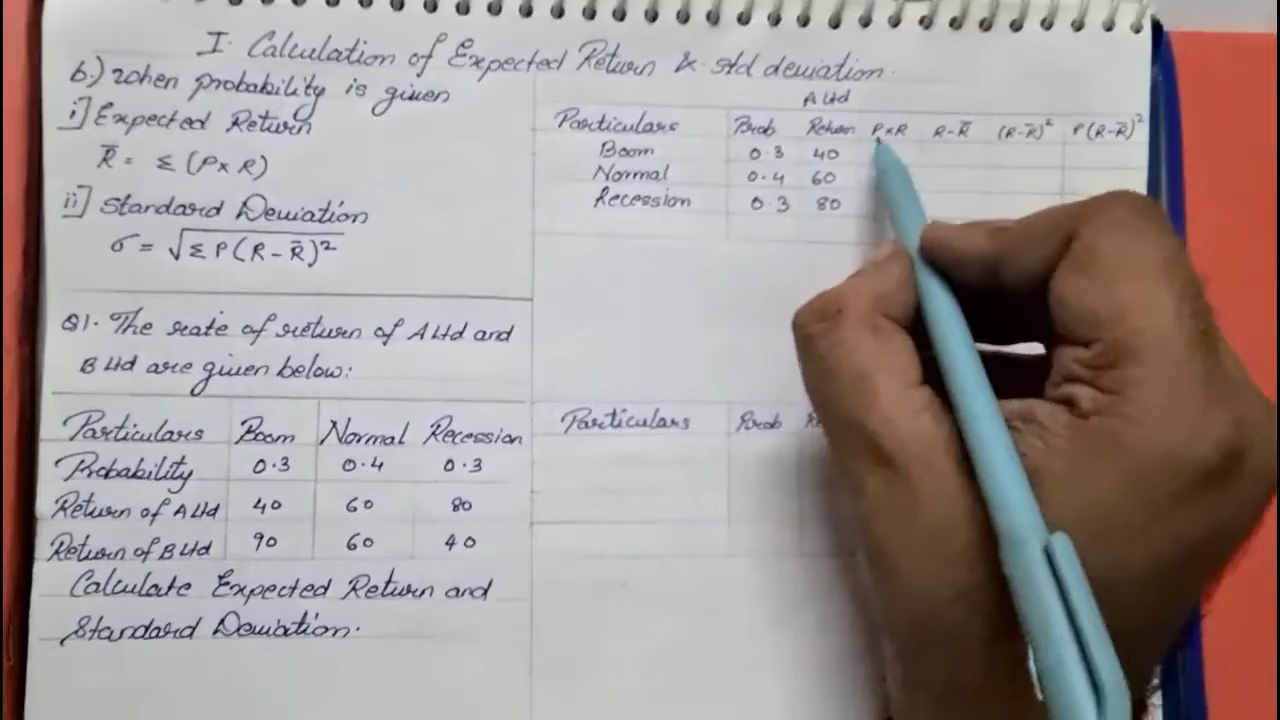 I. Calculation of Expected Return & Std deviation.
b.) When probability is given
i] Expected Return
R̄ = Σ (P x R)
ii] Standard Deviation
σ = √Σ P(R-R̄)²
Q1. The rate of return of A Ltd and
B Ltd are given below:
Particulars Boom Normal Recession
Probability 0.3 0.4 0.3
Return of A Ltd 40 60 80
Return of B Ltd 90 60 40
Calculate Expected Return and
Standard Deviation.
A Ltd
Particulars Prob Return PxR R-R̄ (R-R̄)² P(R-R̄)²
Boom 0.3 40
Normal 0.4 60
Recession 0.3 80
Particulars Prob